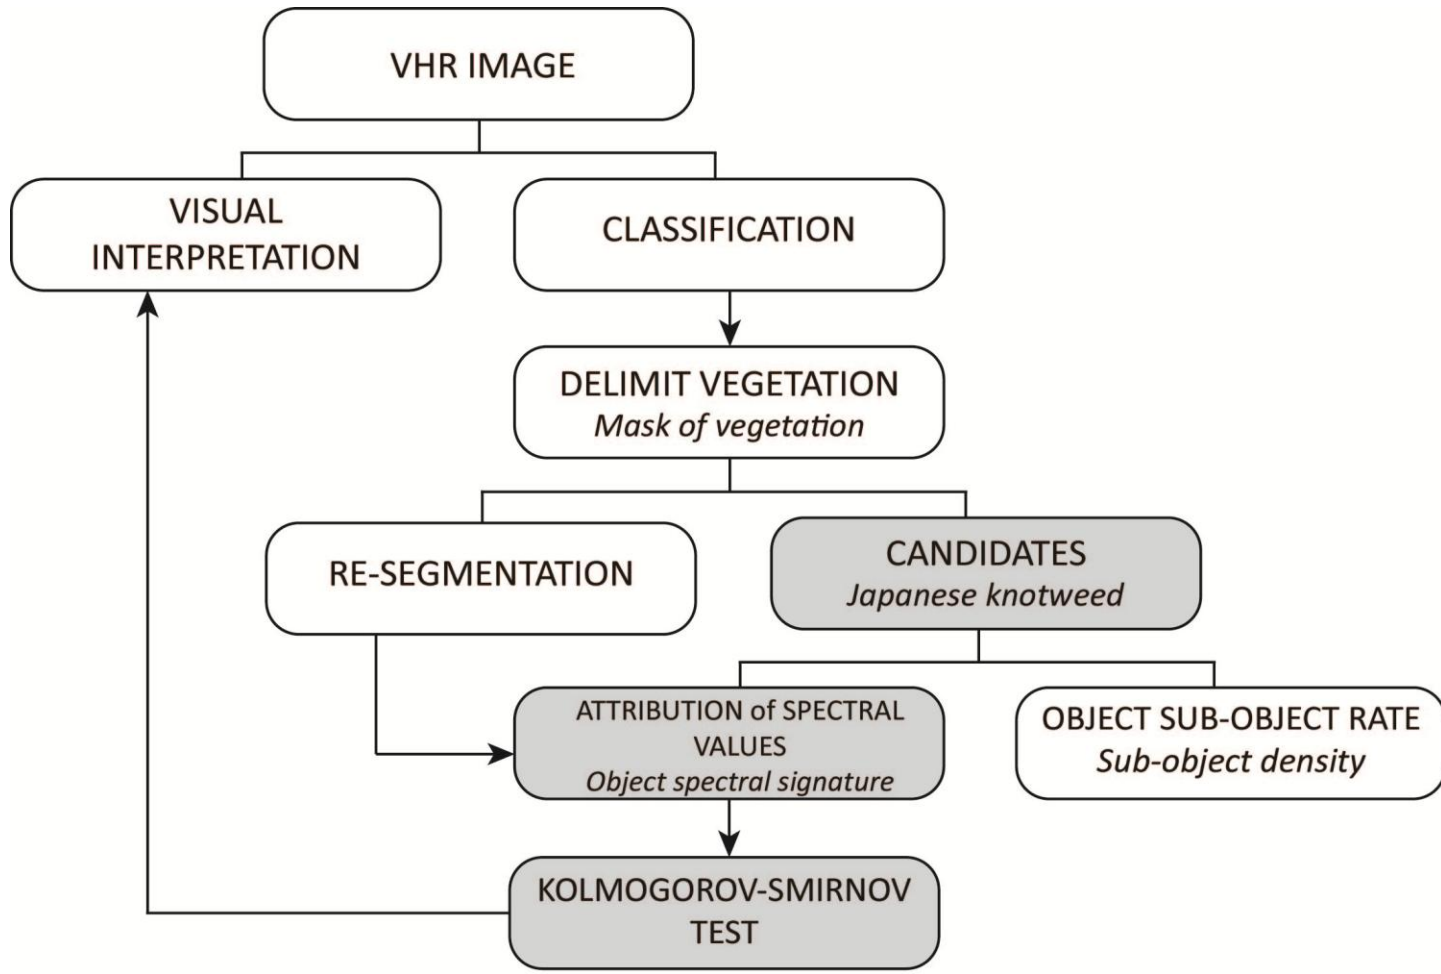 VHR IMAGE
VISUAL
INTERPRETATION
CLASSIFICATION
DELIMIT VEGETATION
Mask of vegetation
RE-SEGMENTATION
CANDIDATES
Japanese knotweed
ATTRIBUTION of SPECTRAL
VALUES
Object spectral signature
OBJECT SUB-OBJECT RATE
Sub-object density
KOLMOGOROV-SMIRNOV
TEST